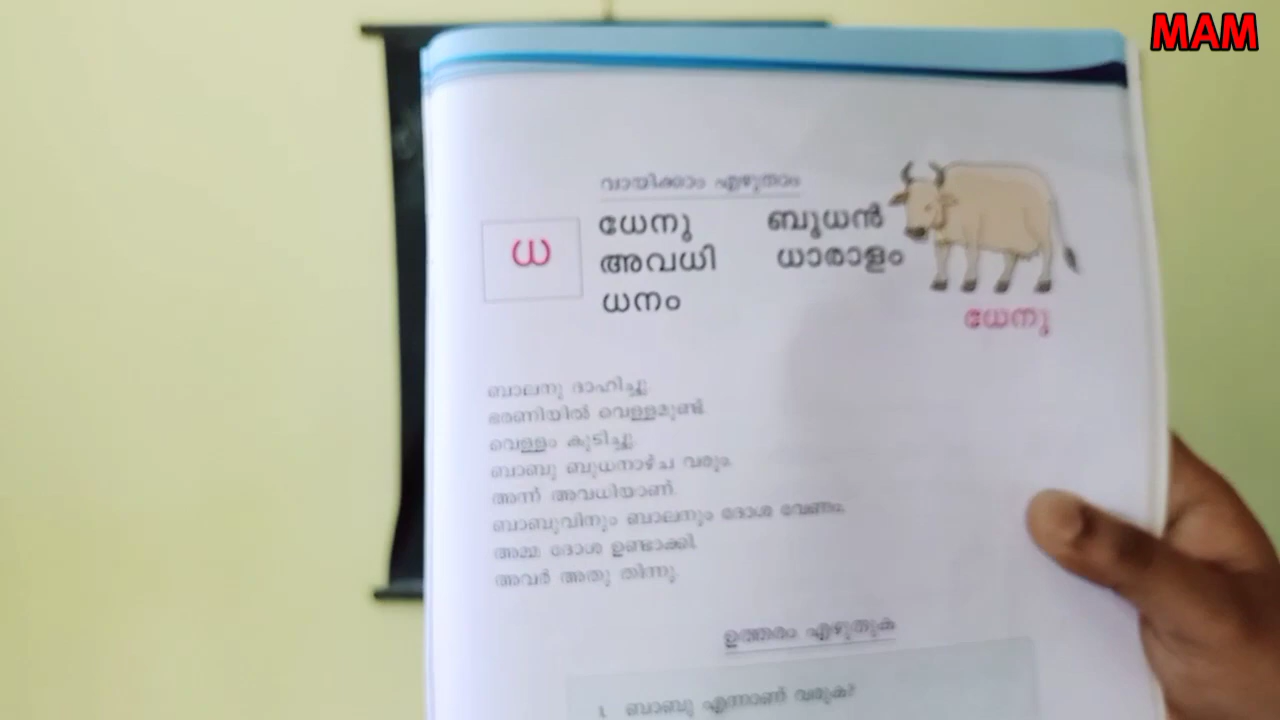 MAM
വായിക്കാം എഴുതാം
ധ
ധേനു ബുധൻ
അവധി ധാരാളം
ധനം
ധേനു
ബാലനു ദാഹിച്ചു.
ഭരണിയിൽ വെള്ളമുണ്ട്.
വെള്ളം കുടിച്ചു.
ബാബു ബുധനാഴ്ച വരും.
അന്ന് അവധിയാണ്.
ബാബുവിനും ബാലനും ദോശ വേണം.
അമ്മ ദോശ ഉണ്ടാക്കി.
അവർ അതു തിന്നു.
ഉത്തരം എഴുതുക
1. ബാബു എന്നാണ് വരുക?